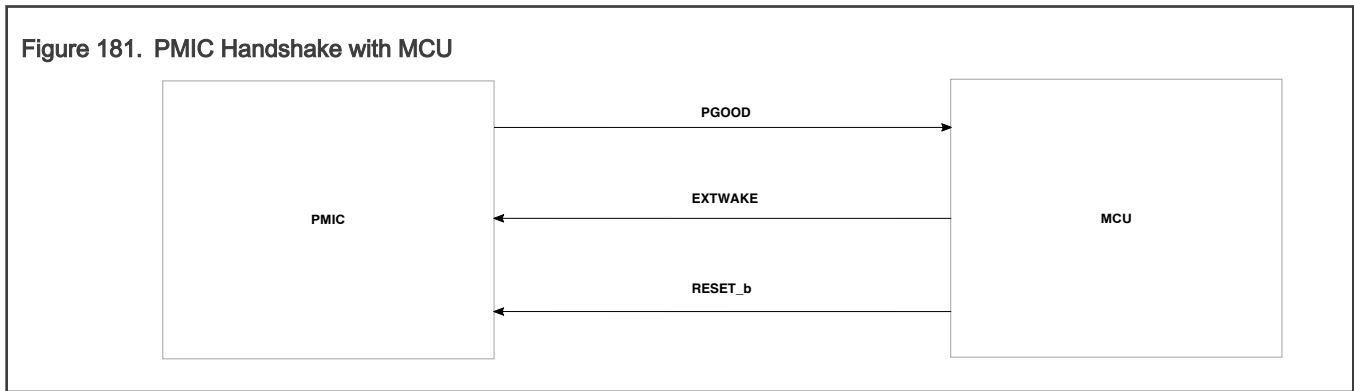 Figure 181. PMIC Handshake with MCU
PGOOD
EXTWAKE
PMIC
MCU
RESET_b